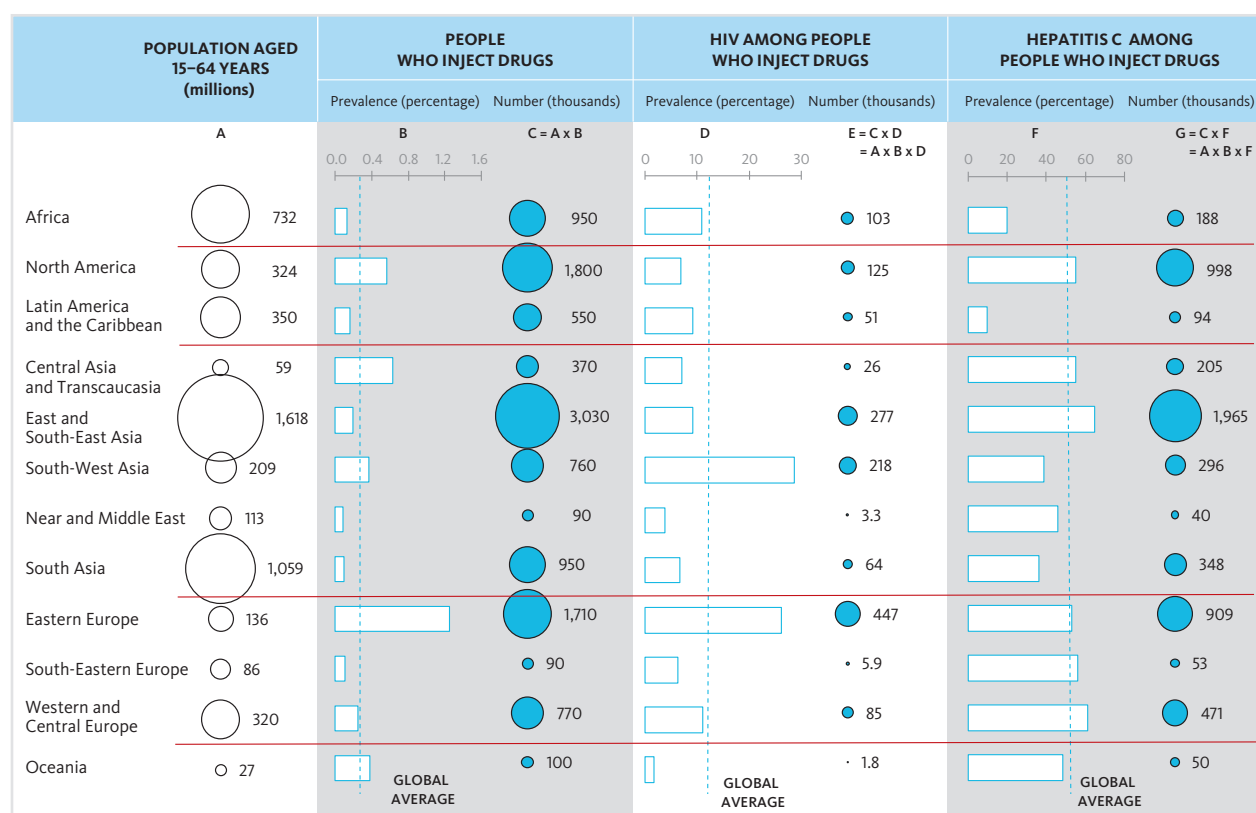 POPULATION AGED
15–64 YEARS
(millions)
PEOPLE
WHO INJECT DRUGS
HIV AMONG PEOPLE
WHO INJECT DRUGS
HEPATITIS C AMONG
PEOPLE WHO INJECT DRUGS
Prevalence (percentage) Number (thousands) Prevalence (percentage) Number (thousands) Prevalence (percentage) Number (thousands)
A B C = A x B D E = C x D F G = C x F
= A x B x D = A x B x F
0.0 0.4 0.8 1.2 1.6 0 10 20 30 0 20 40 60 80
Africa 732 950 103 188
North America 324 1,800 125 998
Latin America
and the Caribbean 350 550 51 94
Central Asia
and Transcaucasia 59 370 26 205
East and
South-East Asia 1,618 3,030 277 1,965
South-West Asia 209 760 218 296
Near and Middle East 113 90 3.3 40
South Asia 1,059 950 64 348
Eastern Europe 136 1,710 447 909
South-Eastern Europe 86 90 5.9 53
Western and
Central Europe 320 770 85 471
Oceania 27 100 1.8 50
GLOBAL
AVERAGE
GLOBAL
AVERAGE
GLOBAL
AVERAGE